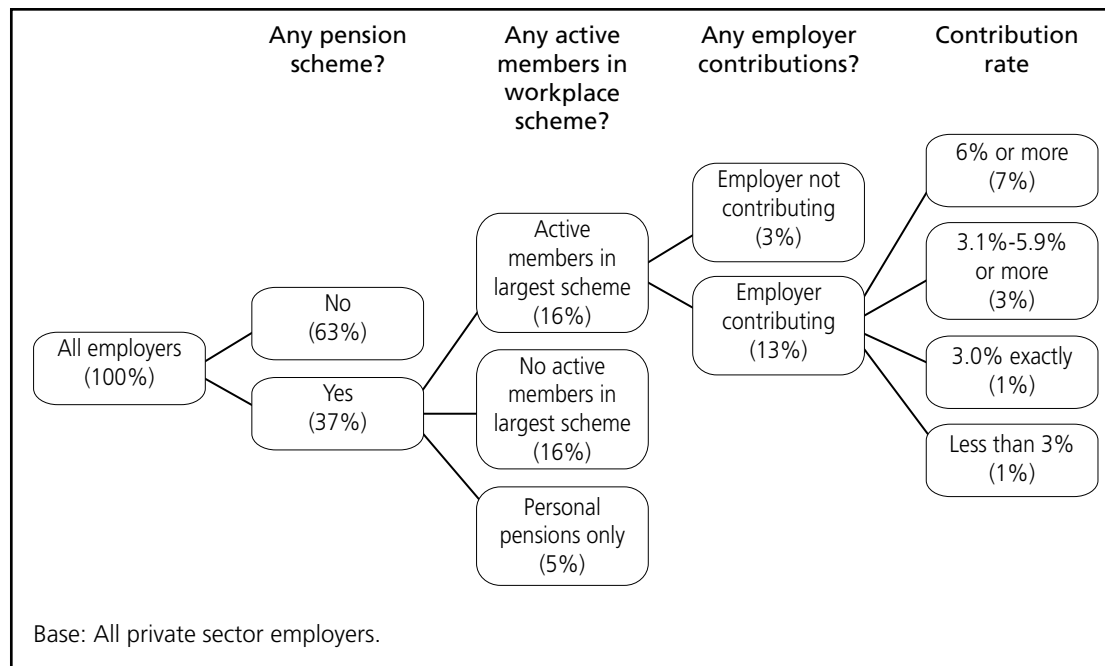 Any pension
scheme?
Any active
members in
workplace
scheme?
Any employer
contributions?
Contribution
rate
All employers
(100%)
No
(63%)
Yes
(37%)
Active
members in
largest scheme
(16%)
No active
members in
largest scheme
(16%)
Personal
pensions only
(5%)
Employer not
contributing
(3%)
Employer
contributing
(13%)
6% or more
(7%)
3.1%-5.9%
or more
(3%)
3.0% exactly
(1%)
Less than 3%
(1%)
Base: All private sector employers.